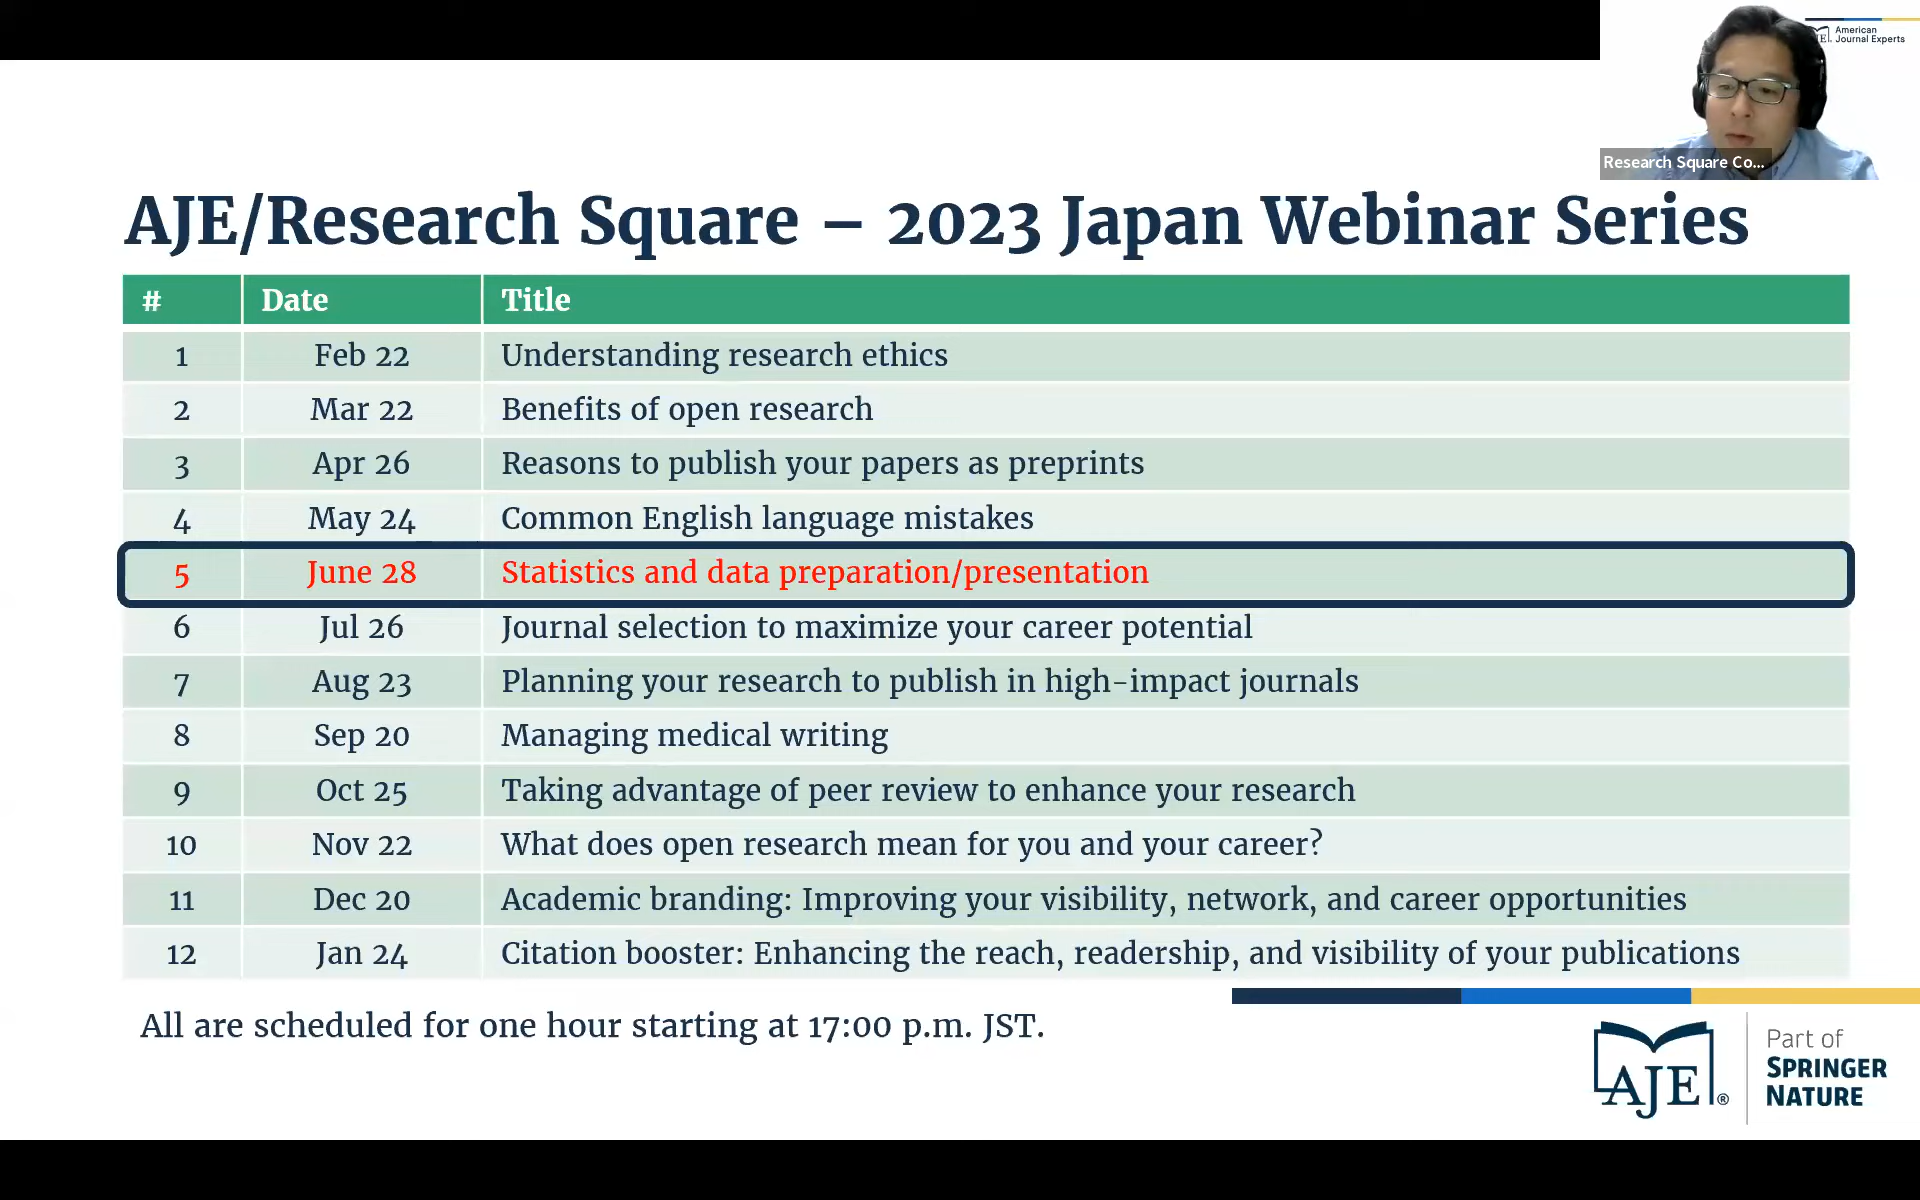 American
AJE. Journal Experts
Research Square Co...
AJE/Research Square – 2023 Japan Webinar Series
# Date Title
1 Feb 22 Understanding research ethics
2 Mar 22 Benefits of open research
3 Apr 26 Reasons to publish your papers as preprints
4 May 24 Common English language mistakes
5 June 28 Statistics and data preparation/presentation
6 Jul 26 Journal selection to maximize your career potential
7 Aug 23 Planning your research to publish in high-impact journals
8 Sep 20 Managing medical writing
9 Oct 25 Taking advantage of peer review to enhance your research
10 Nov 22 What does open research mean for you and your career?
11 Dec 20 Academic branding: Improving your visibility, network, and career opportunities
12 Jan 24 Citation booster: Enhancing the reach, readership, and visibility of your publications
All are scheduled for one hour starting at 17:00 p.m. JST.
AJE®
Part of
SPRINGER
NATURE